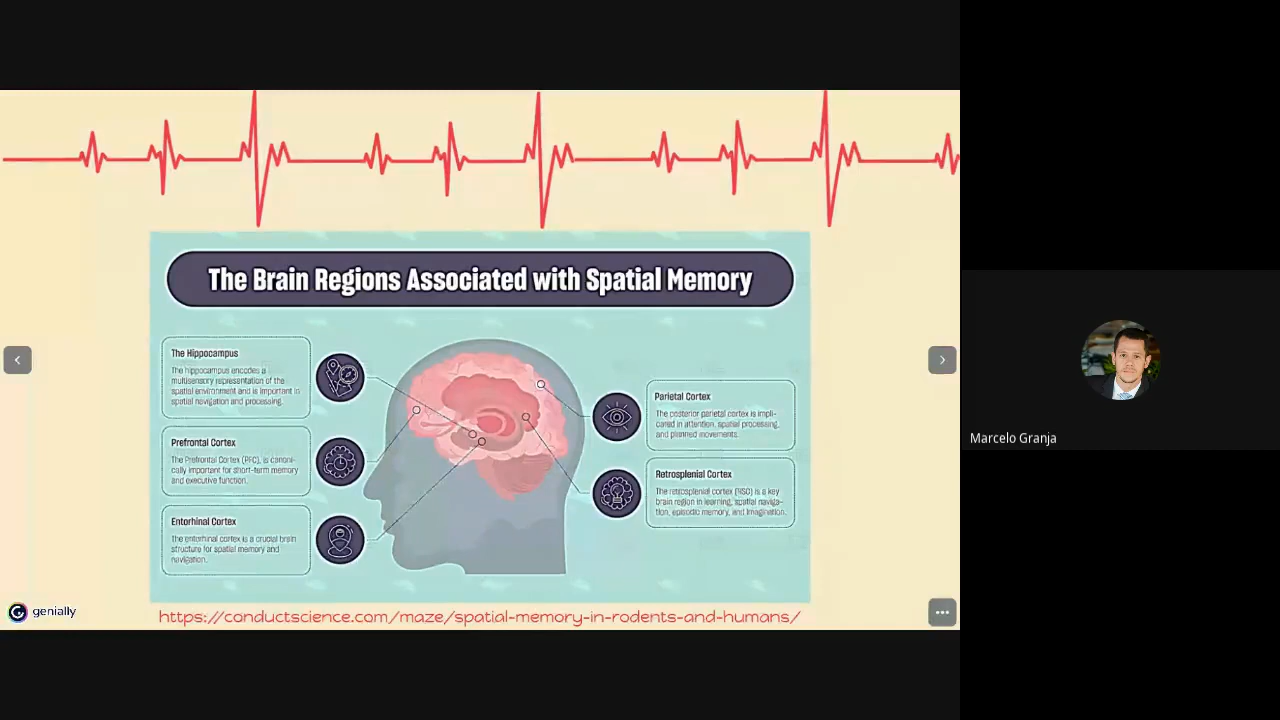 The Brain Regions Associated with Spatial Memory
The Hippocampus
The hippocampus encodes a
multisensory representation of the
spatial environment and is important in
spatial navigation and processing.
Prefrontal Cortex
The Prefrontal Cortex (PFC), is canoni-
cally important for short-term memory
and executive function.
Entorhinal Cortex
The entorhinal cortex is a crucial brain
structure for spatial memory and
navigation.
Parietal Cortex
The posterior parietal cortex is impli-
cated in attention, spatial processing,
and planned movements.
Retrosplenial Cortex
The retrosplenial cortex (RSC) is a key
brain region in learning, spatial naviga-
tion, episodic memory, and imagination.
genially
https://conductscience.com/maze/spatial-memory-in-rodents-and-humans/
Marcelo Granja